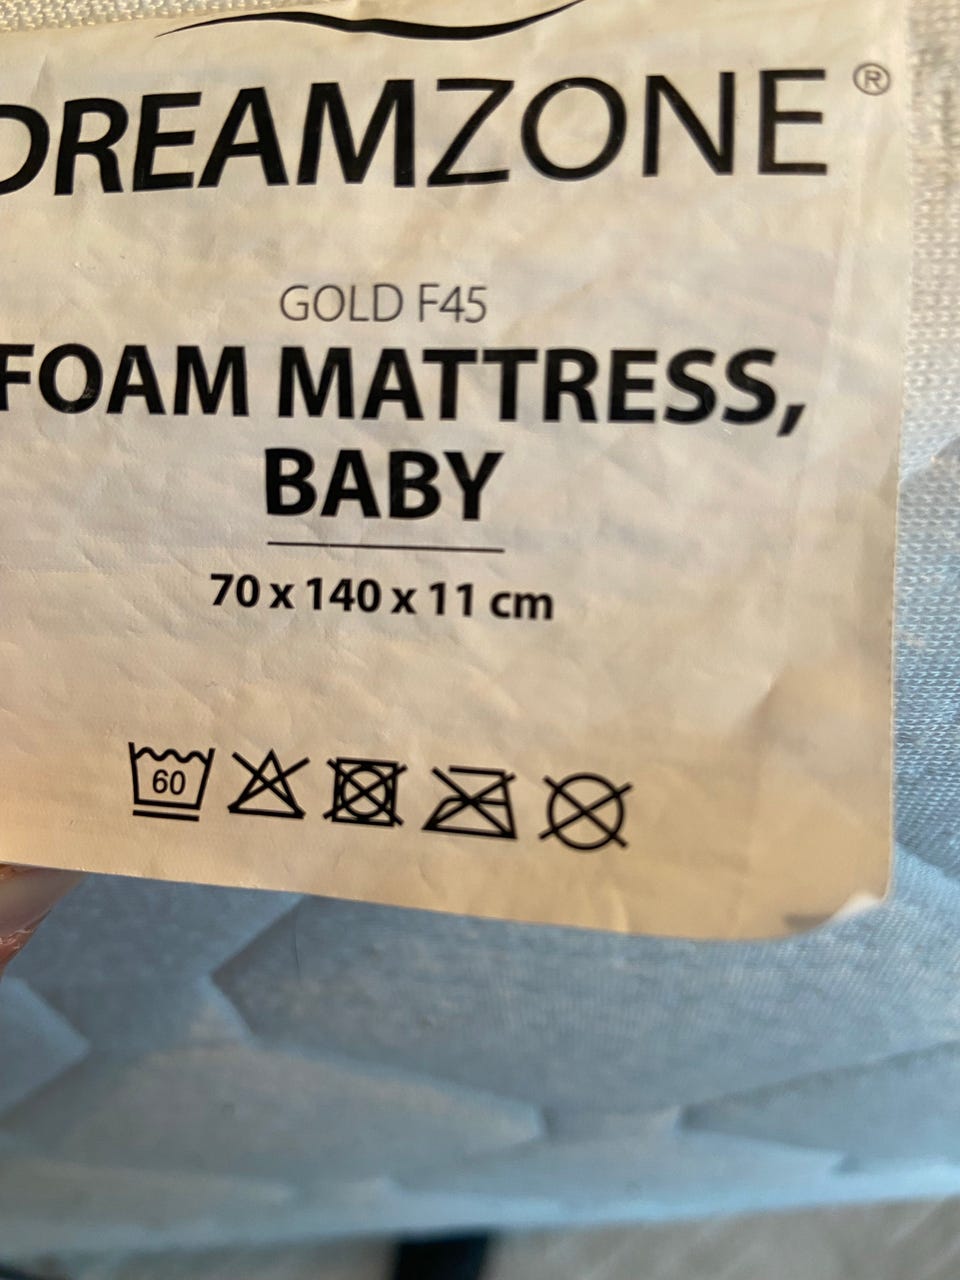 DREAMZONE®
GOLD F45
FOAM MATTRESS,
BABY
70 x 140 x 11 cm
60